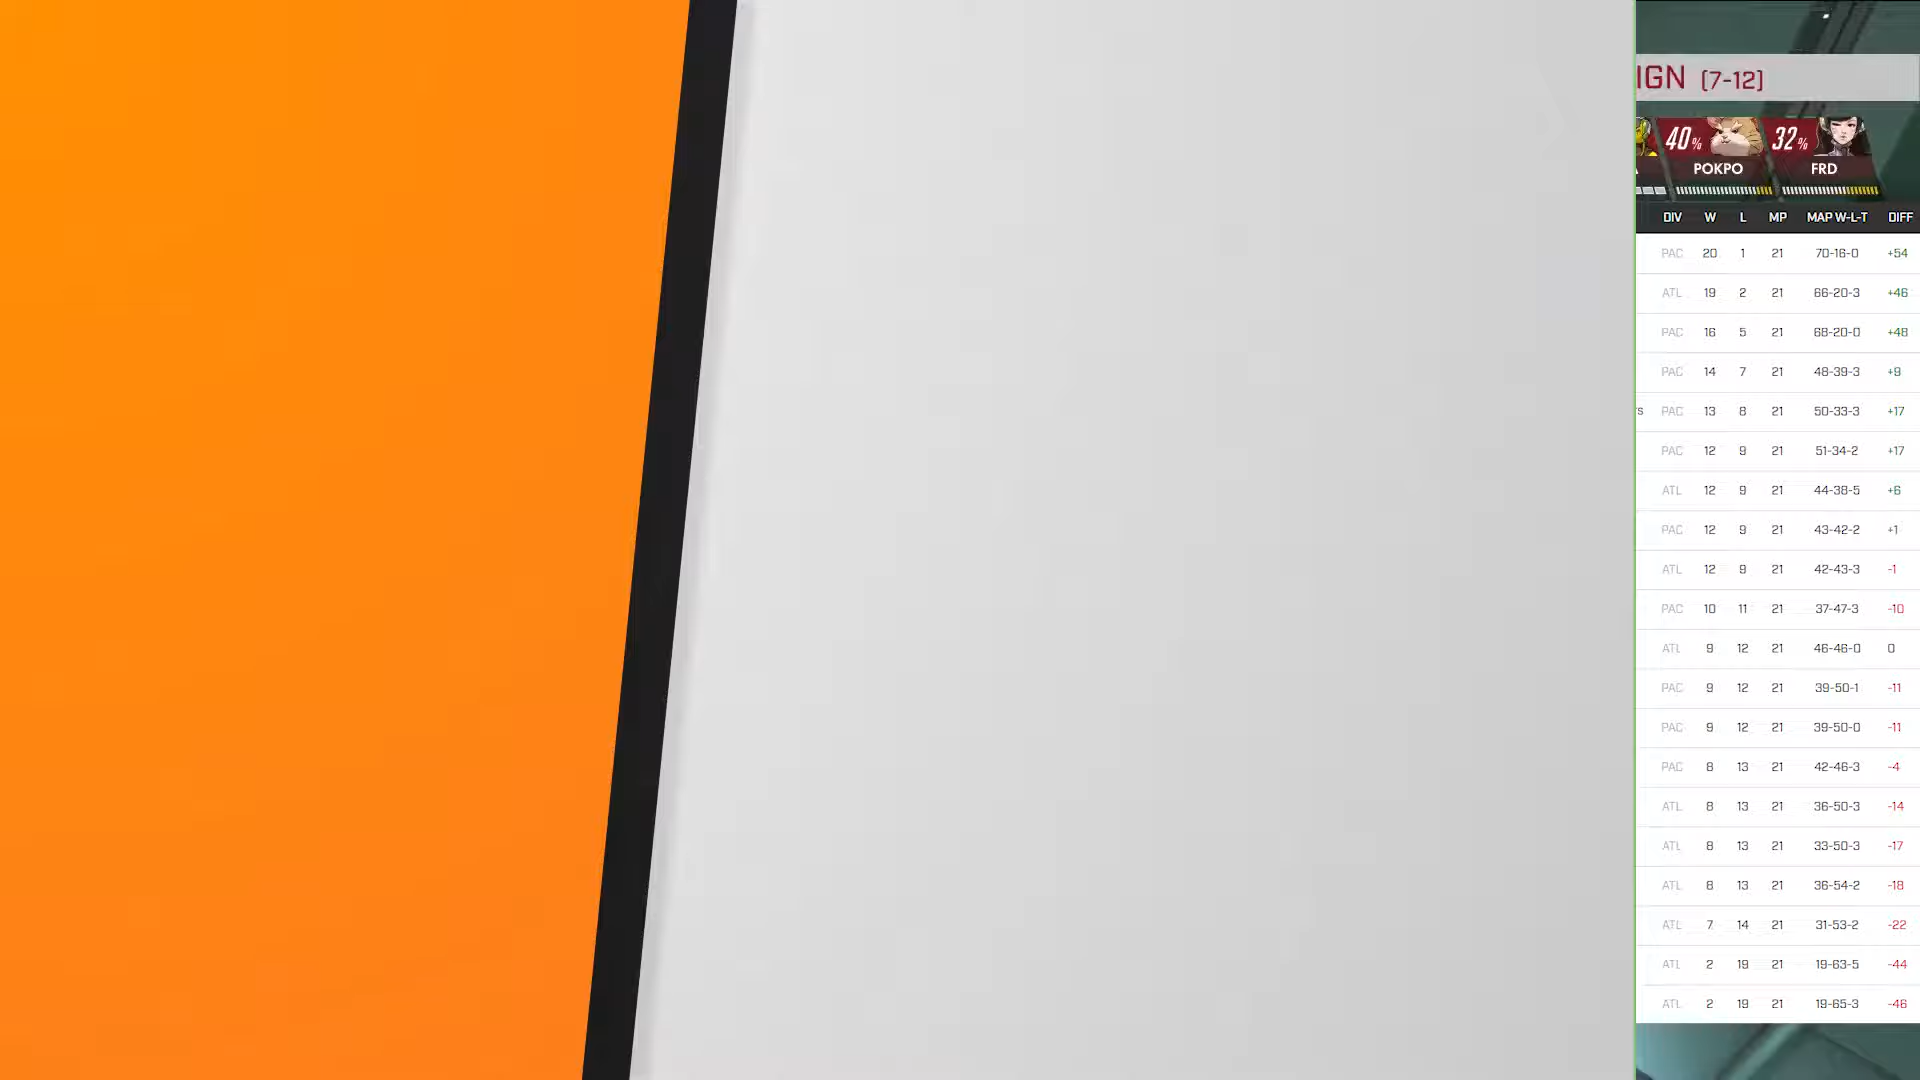 IGN [7-12]
40% 32%
POKPO FRD
DIV W L MP MAP W-L-T DIFF
PAC 20 1 21 70-16-0 +54
ATL 19 2 21 66-20-3 +46
PAC 16 5 21 68-20-0 +48
PAC 14 7 21 48-39-3 +9
PAC 13 8 21 50-33-3 +17
PAC 12 9 21 51-34-2 +17
ATL 12 9 21 44-38-5 +6
PAC 12 9 21 43-42-2 +1
ATL 12 9 21 42-43-3 -1
PAC 10 11 21 37-47-3 -10
ATL 9 12 21 46-46-0 0
PAC 9 12 21 39-50-1 -11
PAC 9 12 21 39-50-0 -11
PAC 8 13 21 42-46-3 -4
ATL 8 13 21 36-50-3 -14
ATL 8 13 21 33-50-3 -17
ATL 8 13 21 36-54-2 -18
ATL 7 14 21 31-53-2 -22
ATL 2 19 21 19-63-5 -44
ATL 2 19 21 19-65-3 -46